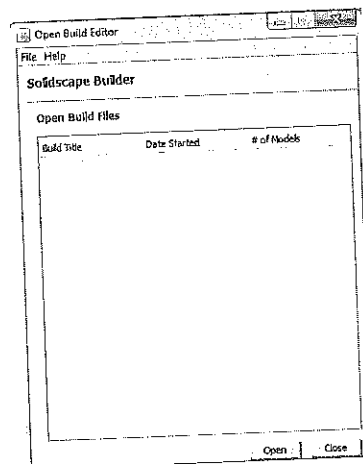 Open Build Editor
File Help
Solidscape Builder
Open Build Files
Build Title Date Started # of Models
Open Close